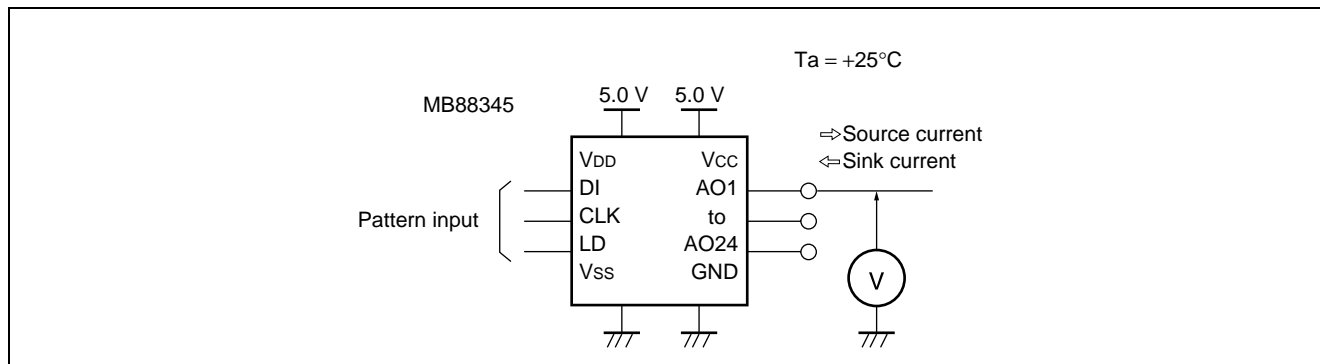 Ta = +25°C
MB88345
5.0 V 5.0 V
⇨Source current
⇦Sink current
VDD VCC
DI AO1
Pattern input
CLK to
LD AO24
VSS GND
V